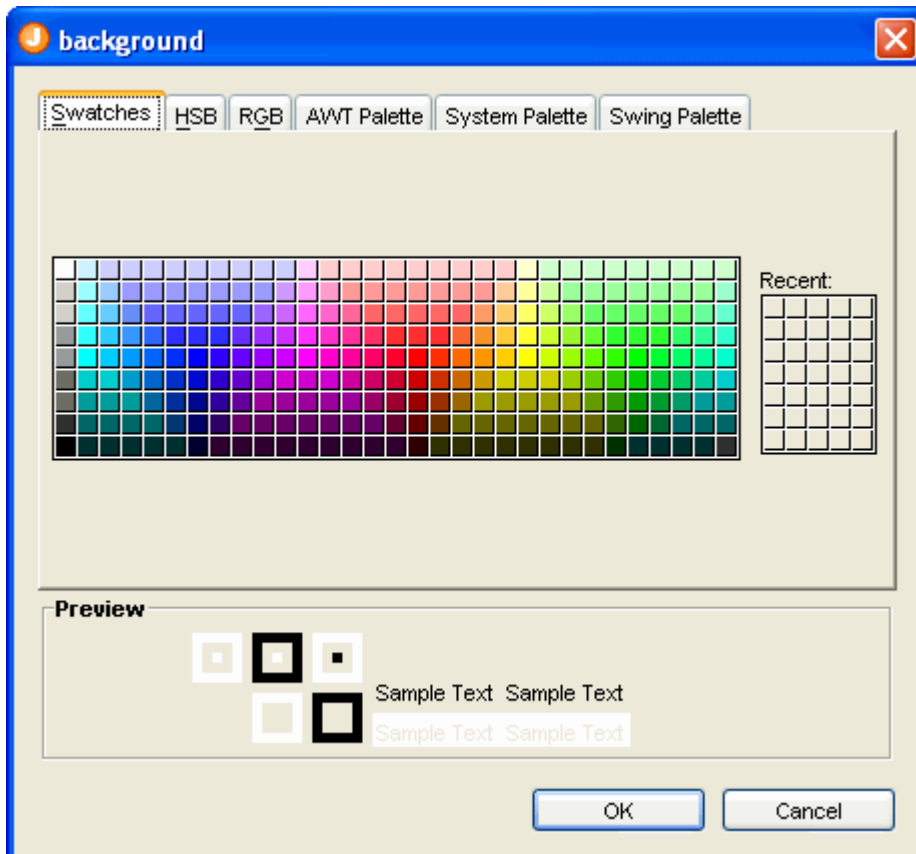 background
Swatches HSB RGB AWT Palette System Palette Swing Palette
Recent:
Preview
Sample Text Sample Text
Sample Text Sample Text
OK Cancel